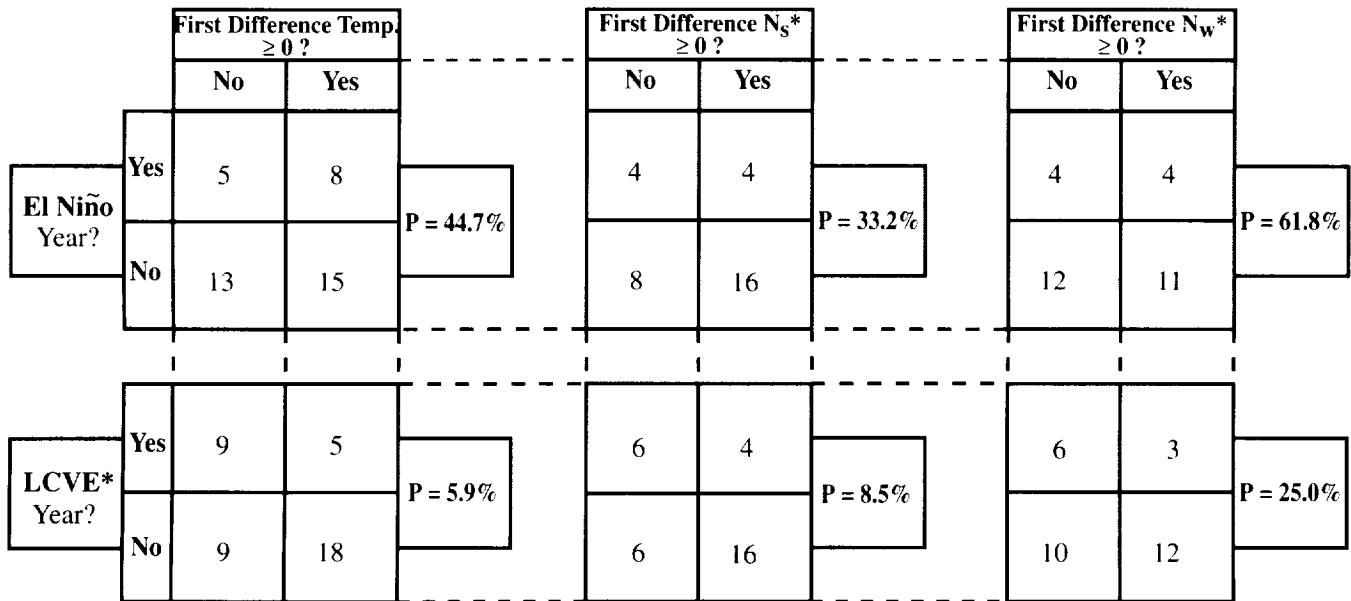 First Difference Temp.
≥ 0 ?
No Yes
First Difference Ns*
≥ 0 ?
No Yes
First Difference Nw*
≥ 0 ?
No Yes
El Niño
Year?
Yes 5 8
No 13 15
P = 44.7%
4 4
8 16
P = 33.2%
4 4
12 11
P = 61.8%
LCVE*
Year?
Yes 9 5
No 9 18
P = 5.9%
6 4
6 16
P = 8.5%
6 3
10 12
P = 25.0%